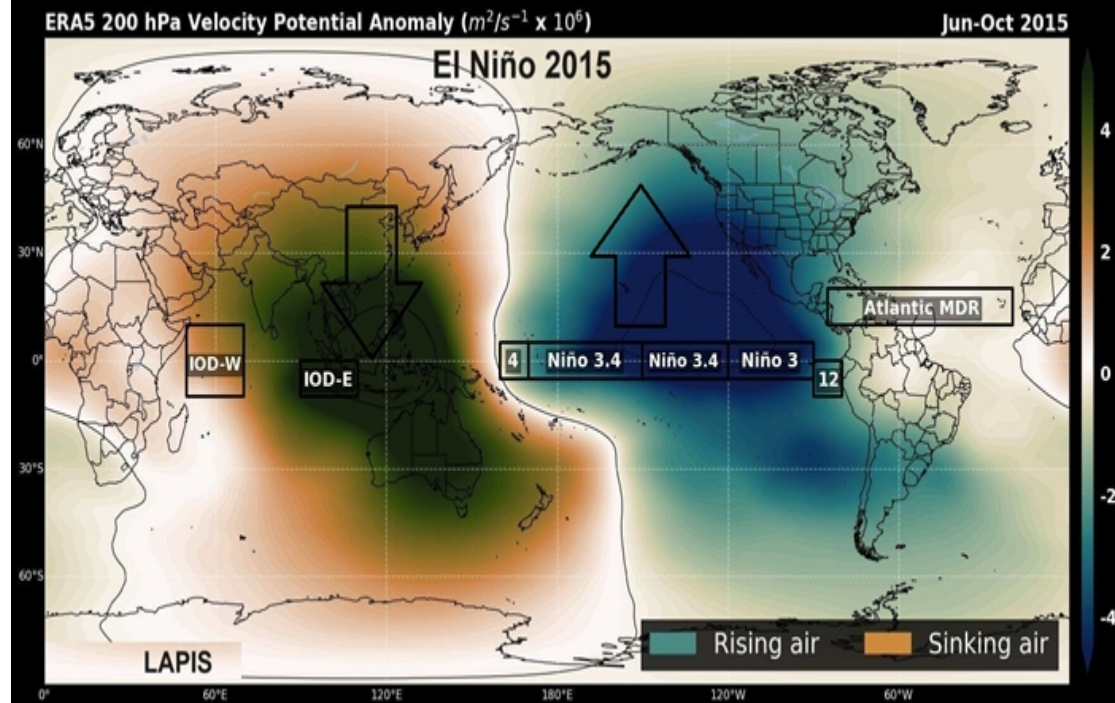 ERA5 200 hPa Velocity Potential Anomaly (m²/s⁻¹ x 10⁶)
Jun-Oct 2015
El Niño 2015
60°N
30°N
0°
30°S
60°S
4
2
0
-2
-4
Atlantic MDR
IOD-W
IOD-E
4
Niño 3.4
Niño 3.4
Niño 3
12
Rising air
Sinking air
LAPIS
0°
60°E
120°E
180°E
120°W
60°W